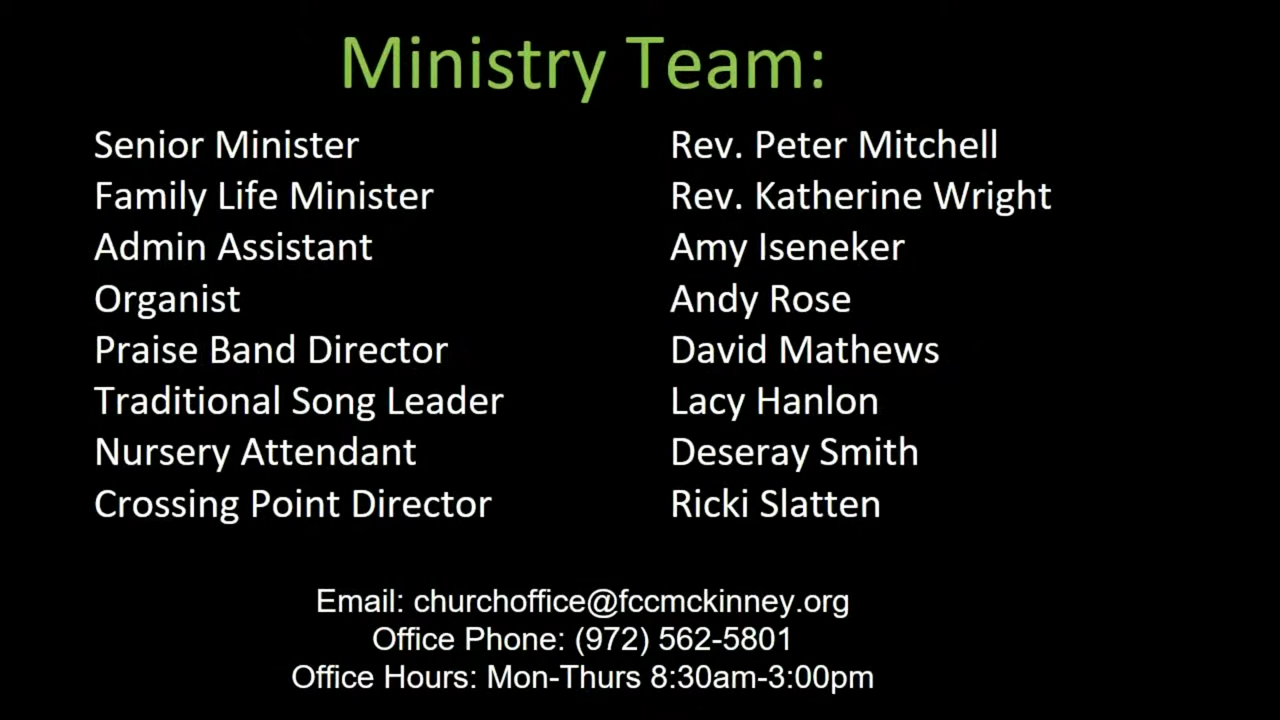 Ministry Team:
Senior Minister Rev. Peter Mitchell
Family Life Minister Rev. Katherine Wright
Admin Assistant Amy Iseneker
Organist Andy Rose
Praise Band Director David Mathews
Traditional Song Leader Lacy Hanlon
Nursery Attendant Deseray Smith
Crossing Point Director Ricki Slatten
Email: churchoffice@fccmckinney.org
Office Phone: (972) 562-5801
Office Hours: Mon-Thurs 8:30am-3:00pm